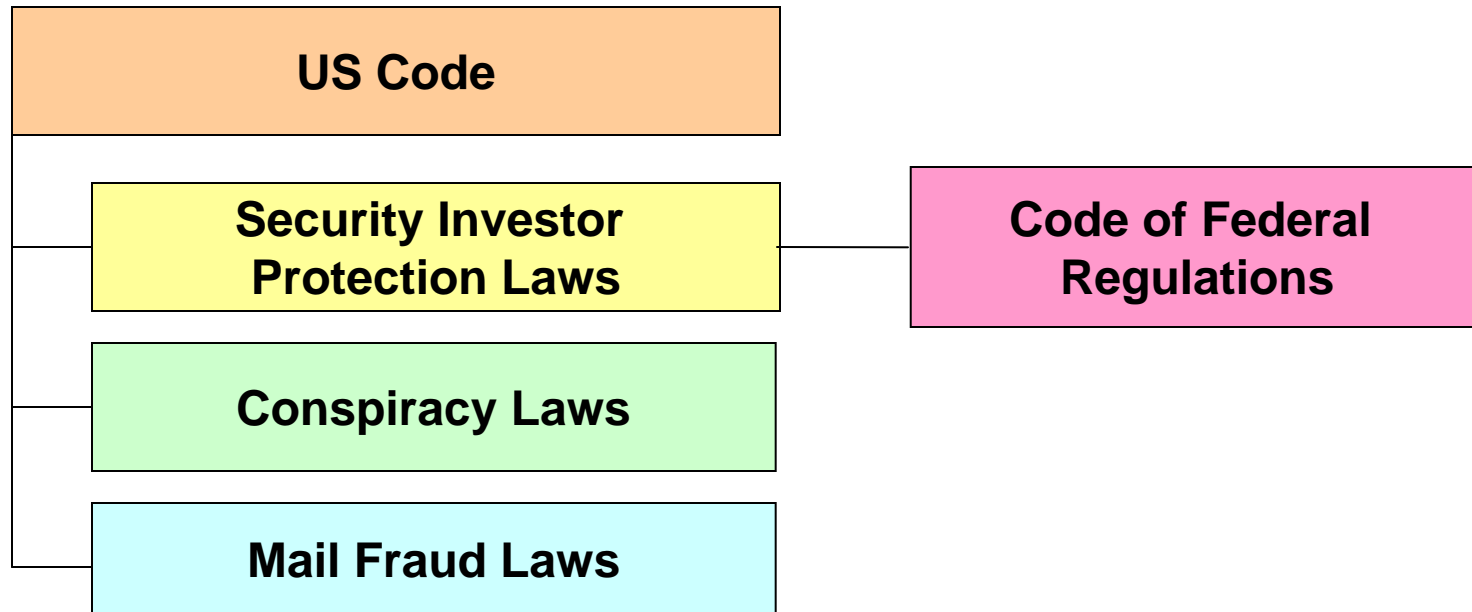 US Code
Security Investor
Protection Laws
Code of Federal
Regulations
Conspiracy Laws
Mail Fraud Laws